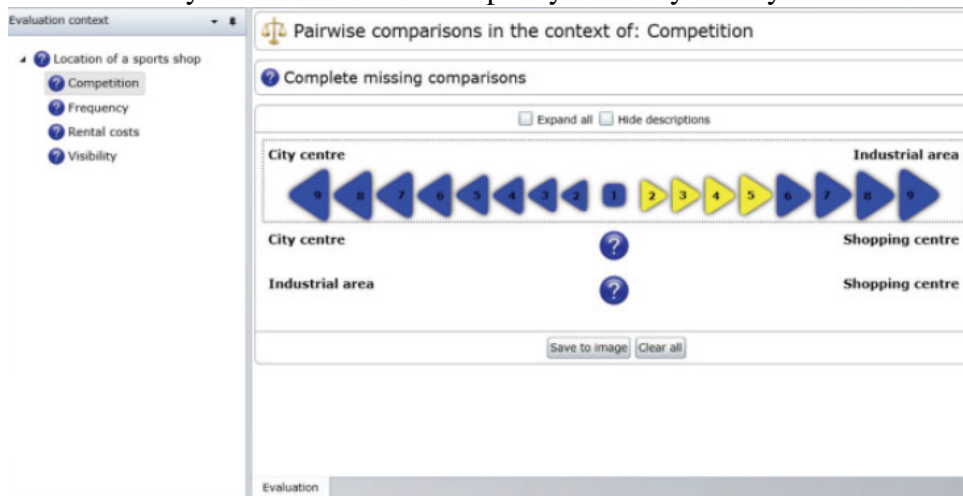 Evaluation context
Location of a sports shop
Competition
Frequency
Rental costs
Visibility
Pairwise comparisons in the context of: Competition
? Complete missing comparisons
Expand all Hide descriptions
City centre Industrial area
9 8 7 6 5 4 3 2 1 2 3 4 5 6 7 8 9
City centre ? Shopping centre
Industrial area ? Shopping centre
Save to image Clear all
Evaluation